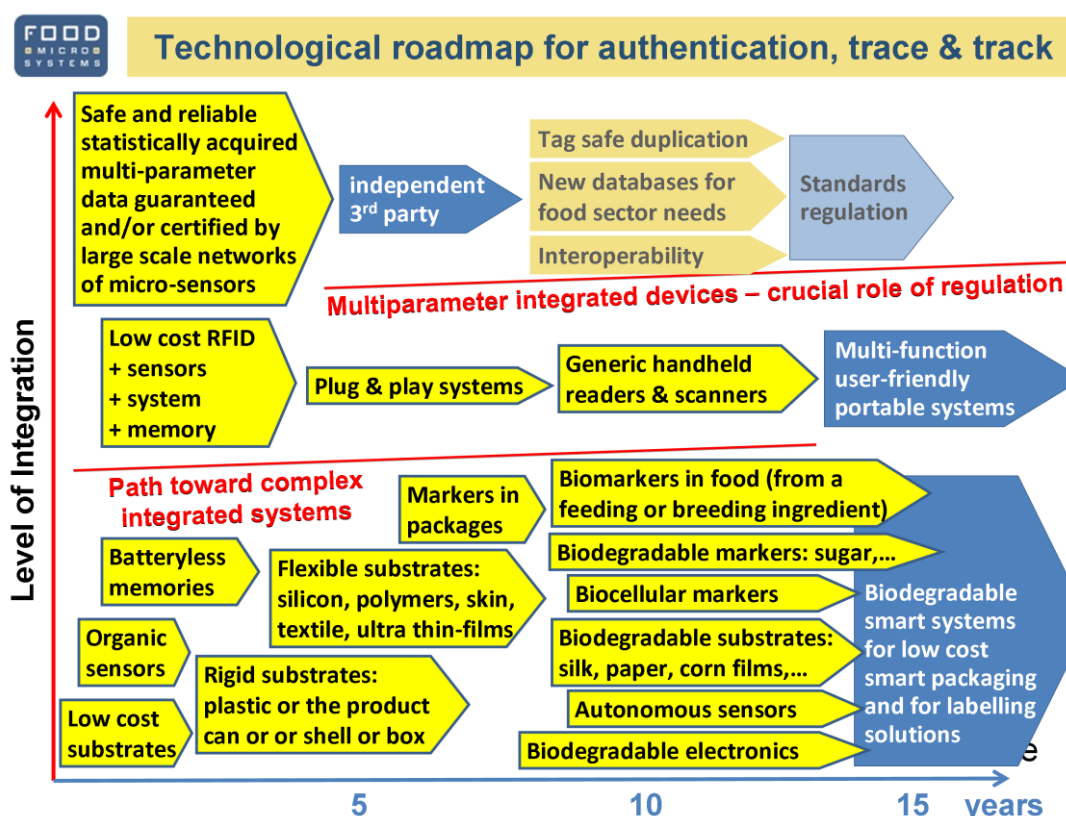 FOOD
MICRO
SYSTEMS
Technological roadmap for authentication, trace & track
Level of Integration
Safe and reliable
statistically acquired
multi-parameter
data guaranteed
and/or certified by
large scale networks
of micro-sensors
independent
3rd party
Tag safe duplication
New databases for
food sector needs
Interoperability
Standards
regulation
Multiparameter integrated devices – crucial role of regulation
Low cost RFID
+ sensors
+ system
+ memory
Plug & play systems
Generic handheld
readers & scanners
Multi-function
user-friendly
portable systems
Path toward complex
integrated systems
Markers in
packages
Biomarkers in food (from a
feeding or breeding ingredient)
Batteryless
memories
Flexible substrates:
silicon, polymers, skin,
textile, ultra thin-films
Biodegradable markers: sugar,...
Biocellular markers
Organic
sensors
Rigid substrates:
plastic or the product
can or or shell or box
Biodegradable substrates:
silk, paper, corn films,...
Low cost
substrates
Autonomous sensors
Biodegradable electronics
Biodegradable
smart systems
for low cost
smart packaging
and for labelling
solutions
5
10
15
years